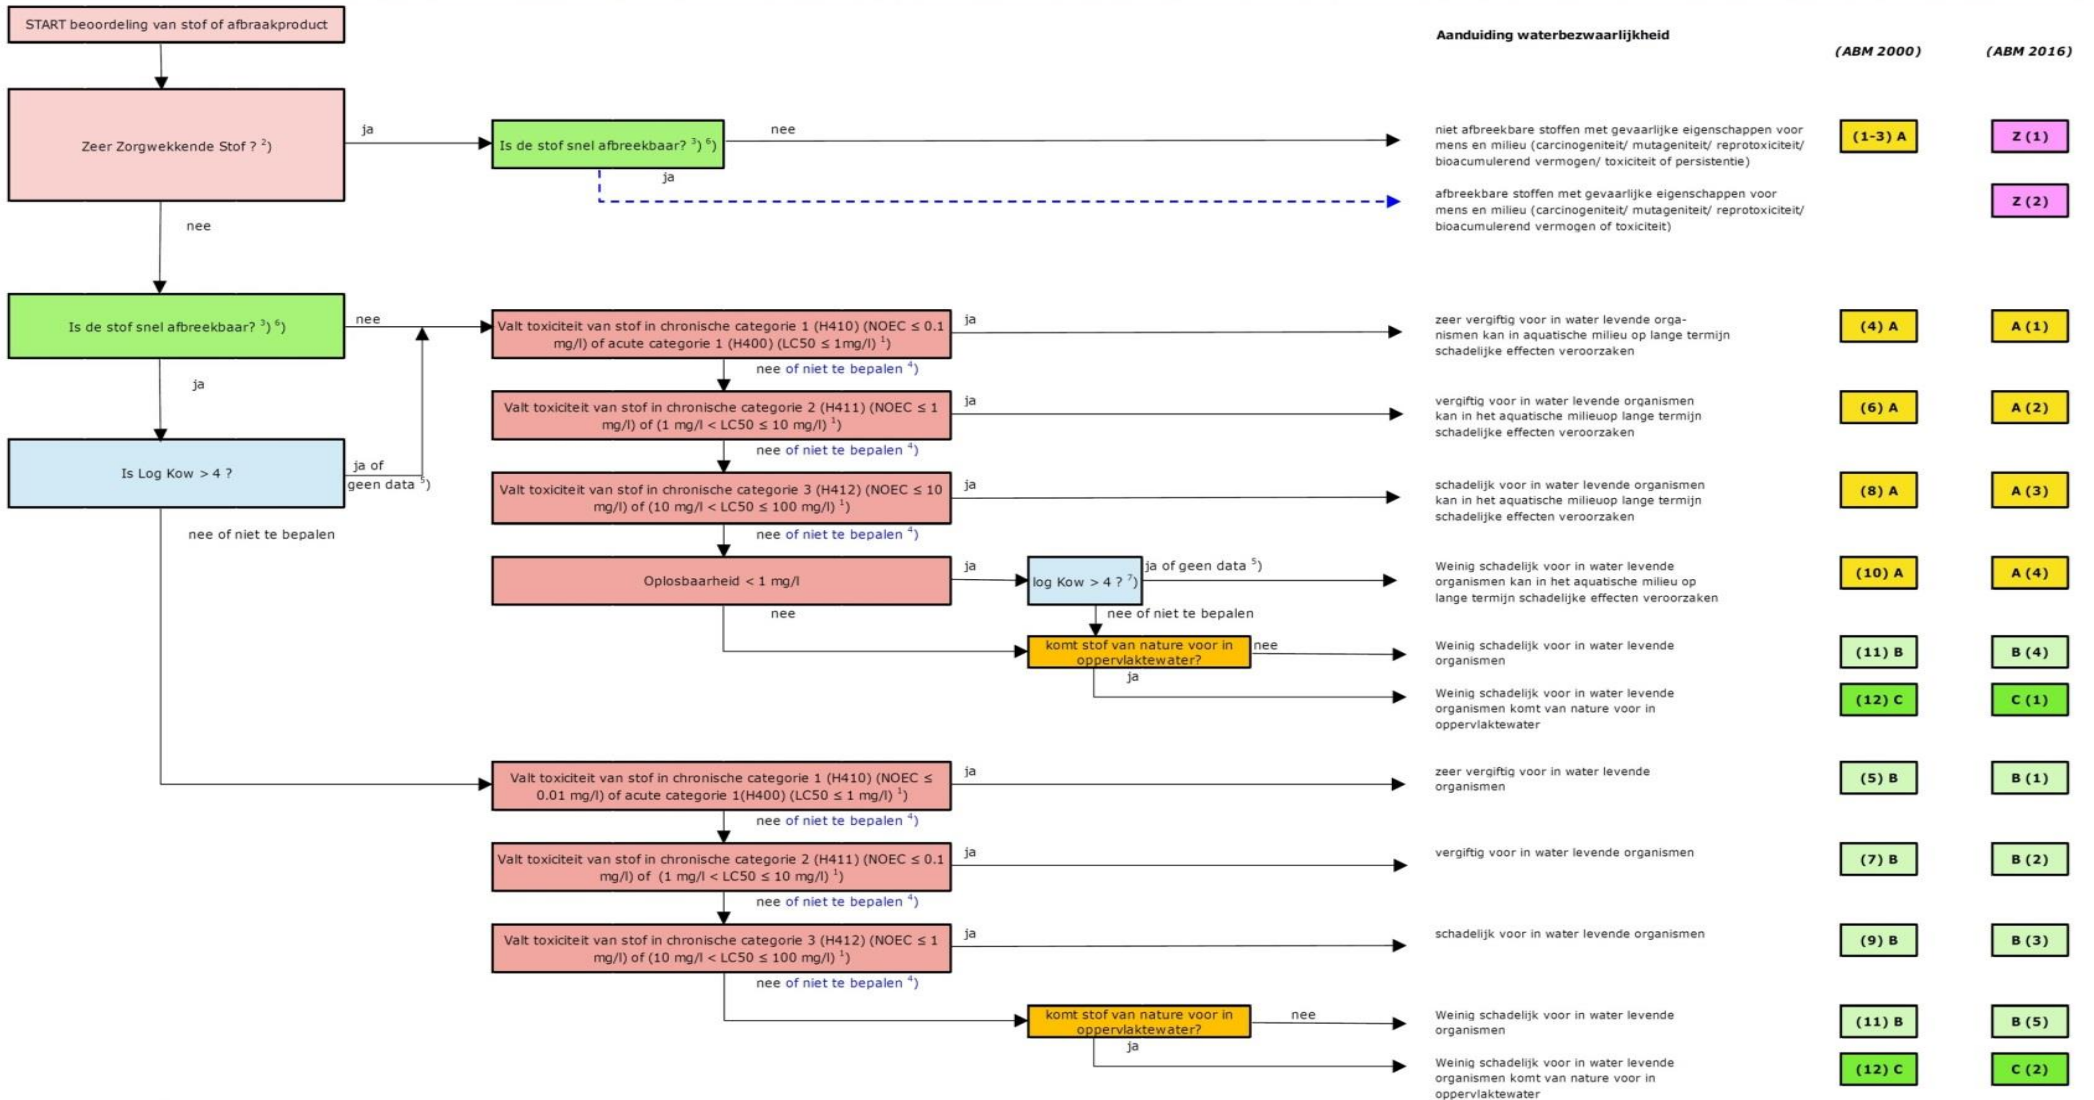 START beoordeling van stof of afbraakproduct
Aanduiding waterbezwaarlijkheid
(ABM 2000)
(ABM 2016)
Zeer Zorgwekkende Stof ? ²)
ja
Is de stof snel afbreekbaar? ³) ⁶)
nee
niet afbreekbare stoffen met gevaarlijke eigenschappen voor
mens en milieu (carcinogeniteit/ mutageniteit/ reprotoxiciteit/
bioacumulerend vermogen/ toxiciteit of persistentie)
(1-3) A
Z (1)
ja
afbreekbare stoffen met gevaarlijke eigenschappen voor
mens en milieu (carcinogeniteit/ mutageniteit/ reprotoxiciteit/
bioacumulerend vermogen of toxiciteit)
Z (2)
nee
Is de stof snel afbreekbaar? ³) ⁶)
nee
Valt toxiciteit van stof in chronische categorie 1 (H410) (NOEC ≤ 0.1
mg/l) of acute categorie 1 (H400) (LC50 ≤ 1mg/l) ¹)
ja
zeer vergiftig voor in water levende orga-
nismen kan in aquatische milieu op lange termijn
schadelijke effecten veroorzaken
(4) A
A (1)
nee of niet te bepalen ⁴)
ja
Valt toxiciteit van stof in chronische categorie 2 (H411) (NOEC ≤ 1
mg/l) of (1 mg/l < LC50 ≤ 10 mg/l) ¹)
ja
vergiftig voor in water levende organismen
kan in het aquatische milieuop lange termijn
schadelijke effecten veroorzaken
(6) A
A (2)
nee of niet te bepalen ⁴)
Is Log Kow > 4 ?
ja of
geen data ⁵)
Valt toxiciteit van stof in chronische categorie 3 (H412) (NOEC ≤ 10
mg/l) of (10 mg/l < LC50 ≤ 100 mg/l) ¹)
ja
schadelijk voor in water levende organismen
kan in het aquatische milieuop lange termijn
schadelijke effecten veroorzaken
(8) A
A (3)
nee of niet te bepalen
nee of niet te bepalen ⁴)
Oplosbaarheid < 1 mg/l
ja
log Kow > 4 ? ⁷)
ja of geen data ⁵)
Weinig schadelijk voor in water levende
organismen kan in het aquatische milieu op
lange termijn schadelijke effecten veroorzaken
(10) A
A (4)
nee
nee of niet te bepalen
komt stof van nature voor in
oppervlaktewater?
nee
Weinig schadelijk voor in water levende
organismen
(11) B
B (4)
ja
Weinig schadelijk voor in water levende
organismen komt van nature voor in
oppervlaktewater
(12) C
C (1)
Valt toxiciteit van stof in chronische categorie 1 (H410) (NOEC ≤
0.01 mg/l) of acute categorie 1(H400) (LC50 ≤ 1 mg/l) ¹)
ja
zeer vergiftig voor in water levende
organismen
(5) B
B (1)
nee of niet te bepalen ⁴)
Valt toxiciteit van stof in chronische categorie 2 (H411) (NOEC ≤ 0.1
mg/l) of (1 mg/l < LC50 ≤ 10 mg/l) ¹)
ja
vergiftig voor in water levende organismen
(7) B
B (2)
nee of niet te bepalen ⁴)
Valt toxiciteit van stof in chronische categorie 3 (H412) (NOEC ≤ 1
mg/l) of (10 mg/l < LC50 ≤ 100 mg/l) ¹)
ja
schadelijk voor in water levende organismen
(9) B
B (3)
nee of niet te bepalen ⁴)
komt stof van nature voor in
oppervlaktewater?
nee
Weinig schadelijk voor in water levende
organismen
(11) B
B (5)
ja
Weinig schadelijk voor in water levende
organismen komt van nature voor in
oppervlaktewater
(12) C
C (2)